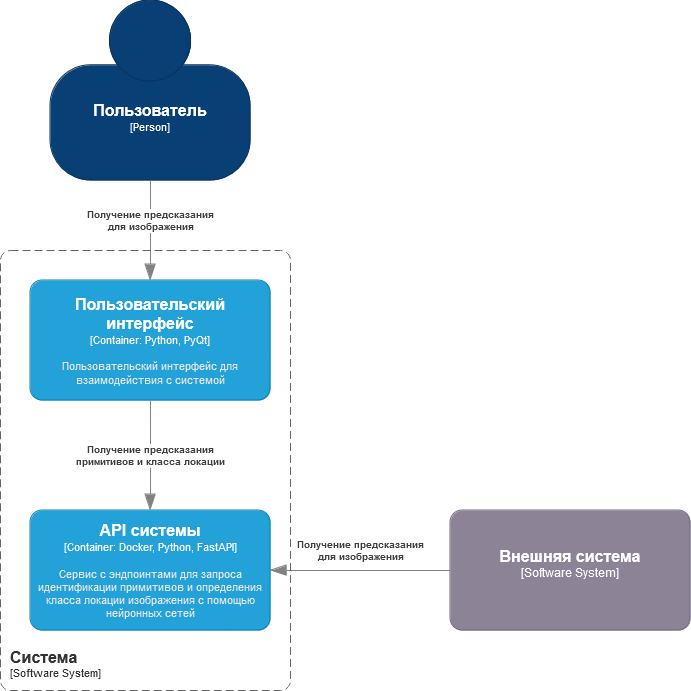 Пользователь
[Person]
Получение предсказания
для изображения
Пользовательский
интерфейс
[Container: Python, PyQt]
Пользовательский интерфейс для
взаимодействия с системой
Получение предсказания
примитивов и класса локации
API системы
[Container: Docker, Python, FastAPI]
Сервис с эндпоинтами для запроса
идентификации примитивов и определения
класса локации изображения с помощью
нейронных сетей
Получение предсказания
для изображения
Внешняя система
[Software System]
Система
[Software System]